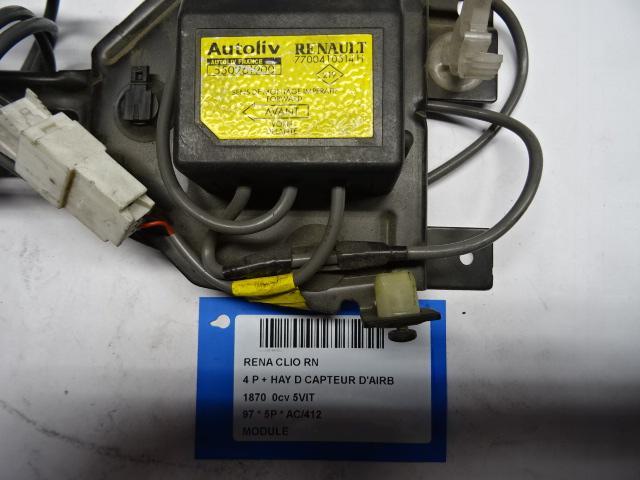 Autoliv RENAULT
AUTOLIV FRANCE 7700410514
SENS DE MONTAGE IMPERATIF
FORWARD
AVANT
AVANTE
RENA CLIO RN
4 P + HAY D CAPTEUR D'AIRB
1870 0cv 5VIT
97 * 5P * AC/412
MODULE